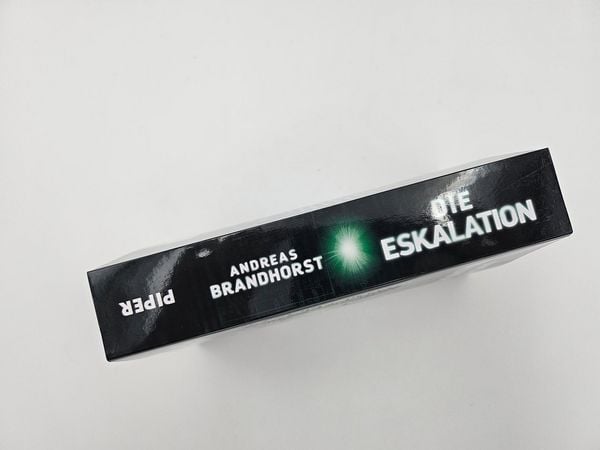 PIPER
ANDREAS
BRANDHORST
DIE
ESKALATION